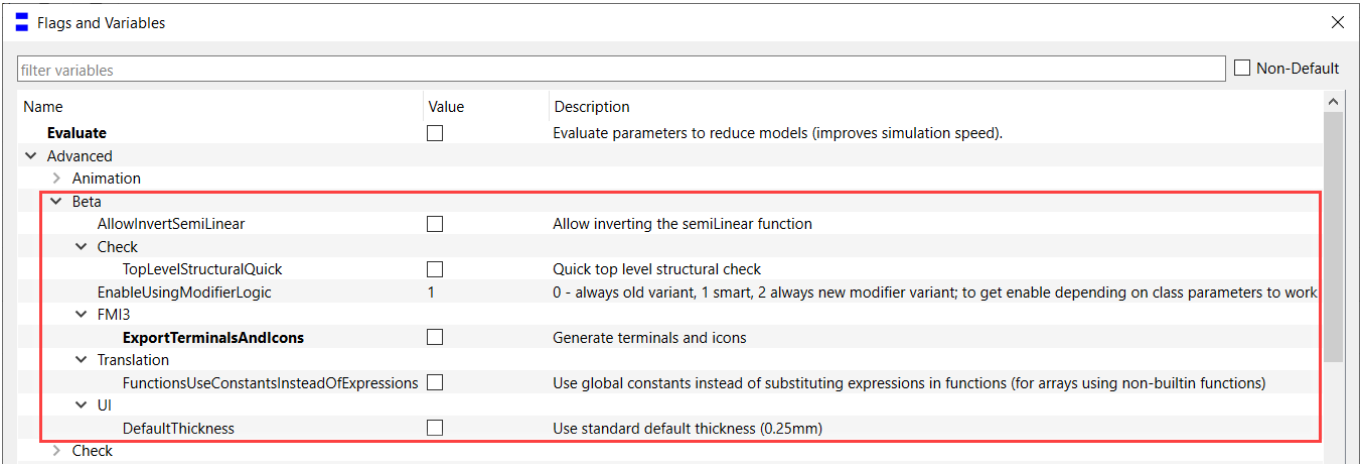 Flags and Variables
filter variables
Non-Default
Name Value Description
Evaluate Evaluate parameters to reduce models (improves simulation speed).
Advanced
Animation
Beta
AllowInvertSemiLinear Allow inverting the semiLinear function
Check
TopLevelStructuralQuick Quick top level structural check
EnableUsingModifierLogic 1 0 - always old variant, 1 smart, 2 always new modifier variant; to get enable depending on class parameters to work
FMI3
ExportTerminalsAndIcons Generate terminals and icons
Translation
FunctionsUseConstantsInsteadOfExpressions Use global constants instead of substituting expressions in functions (for arrays using non-builtin functions)
UI
DefaultThickness Use standard default thickness (0.25mm)
Check